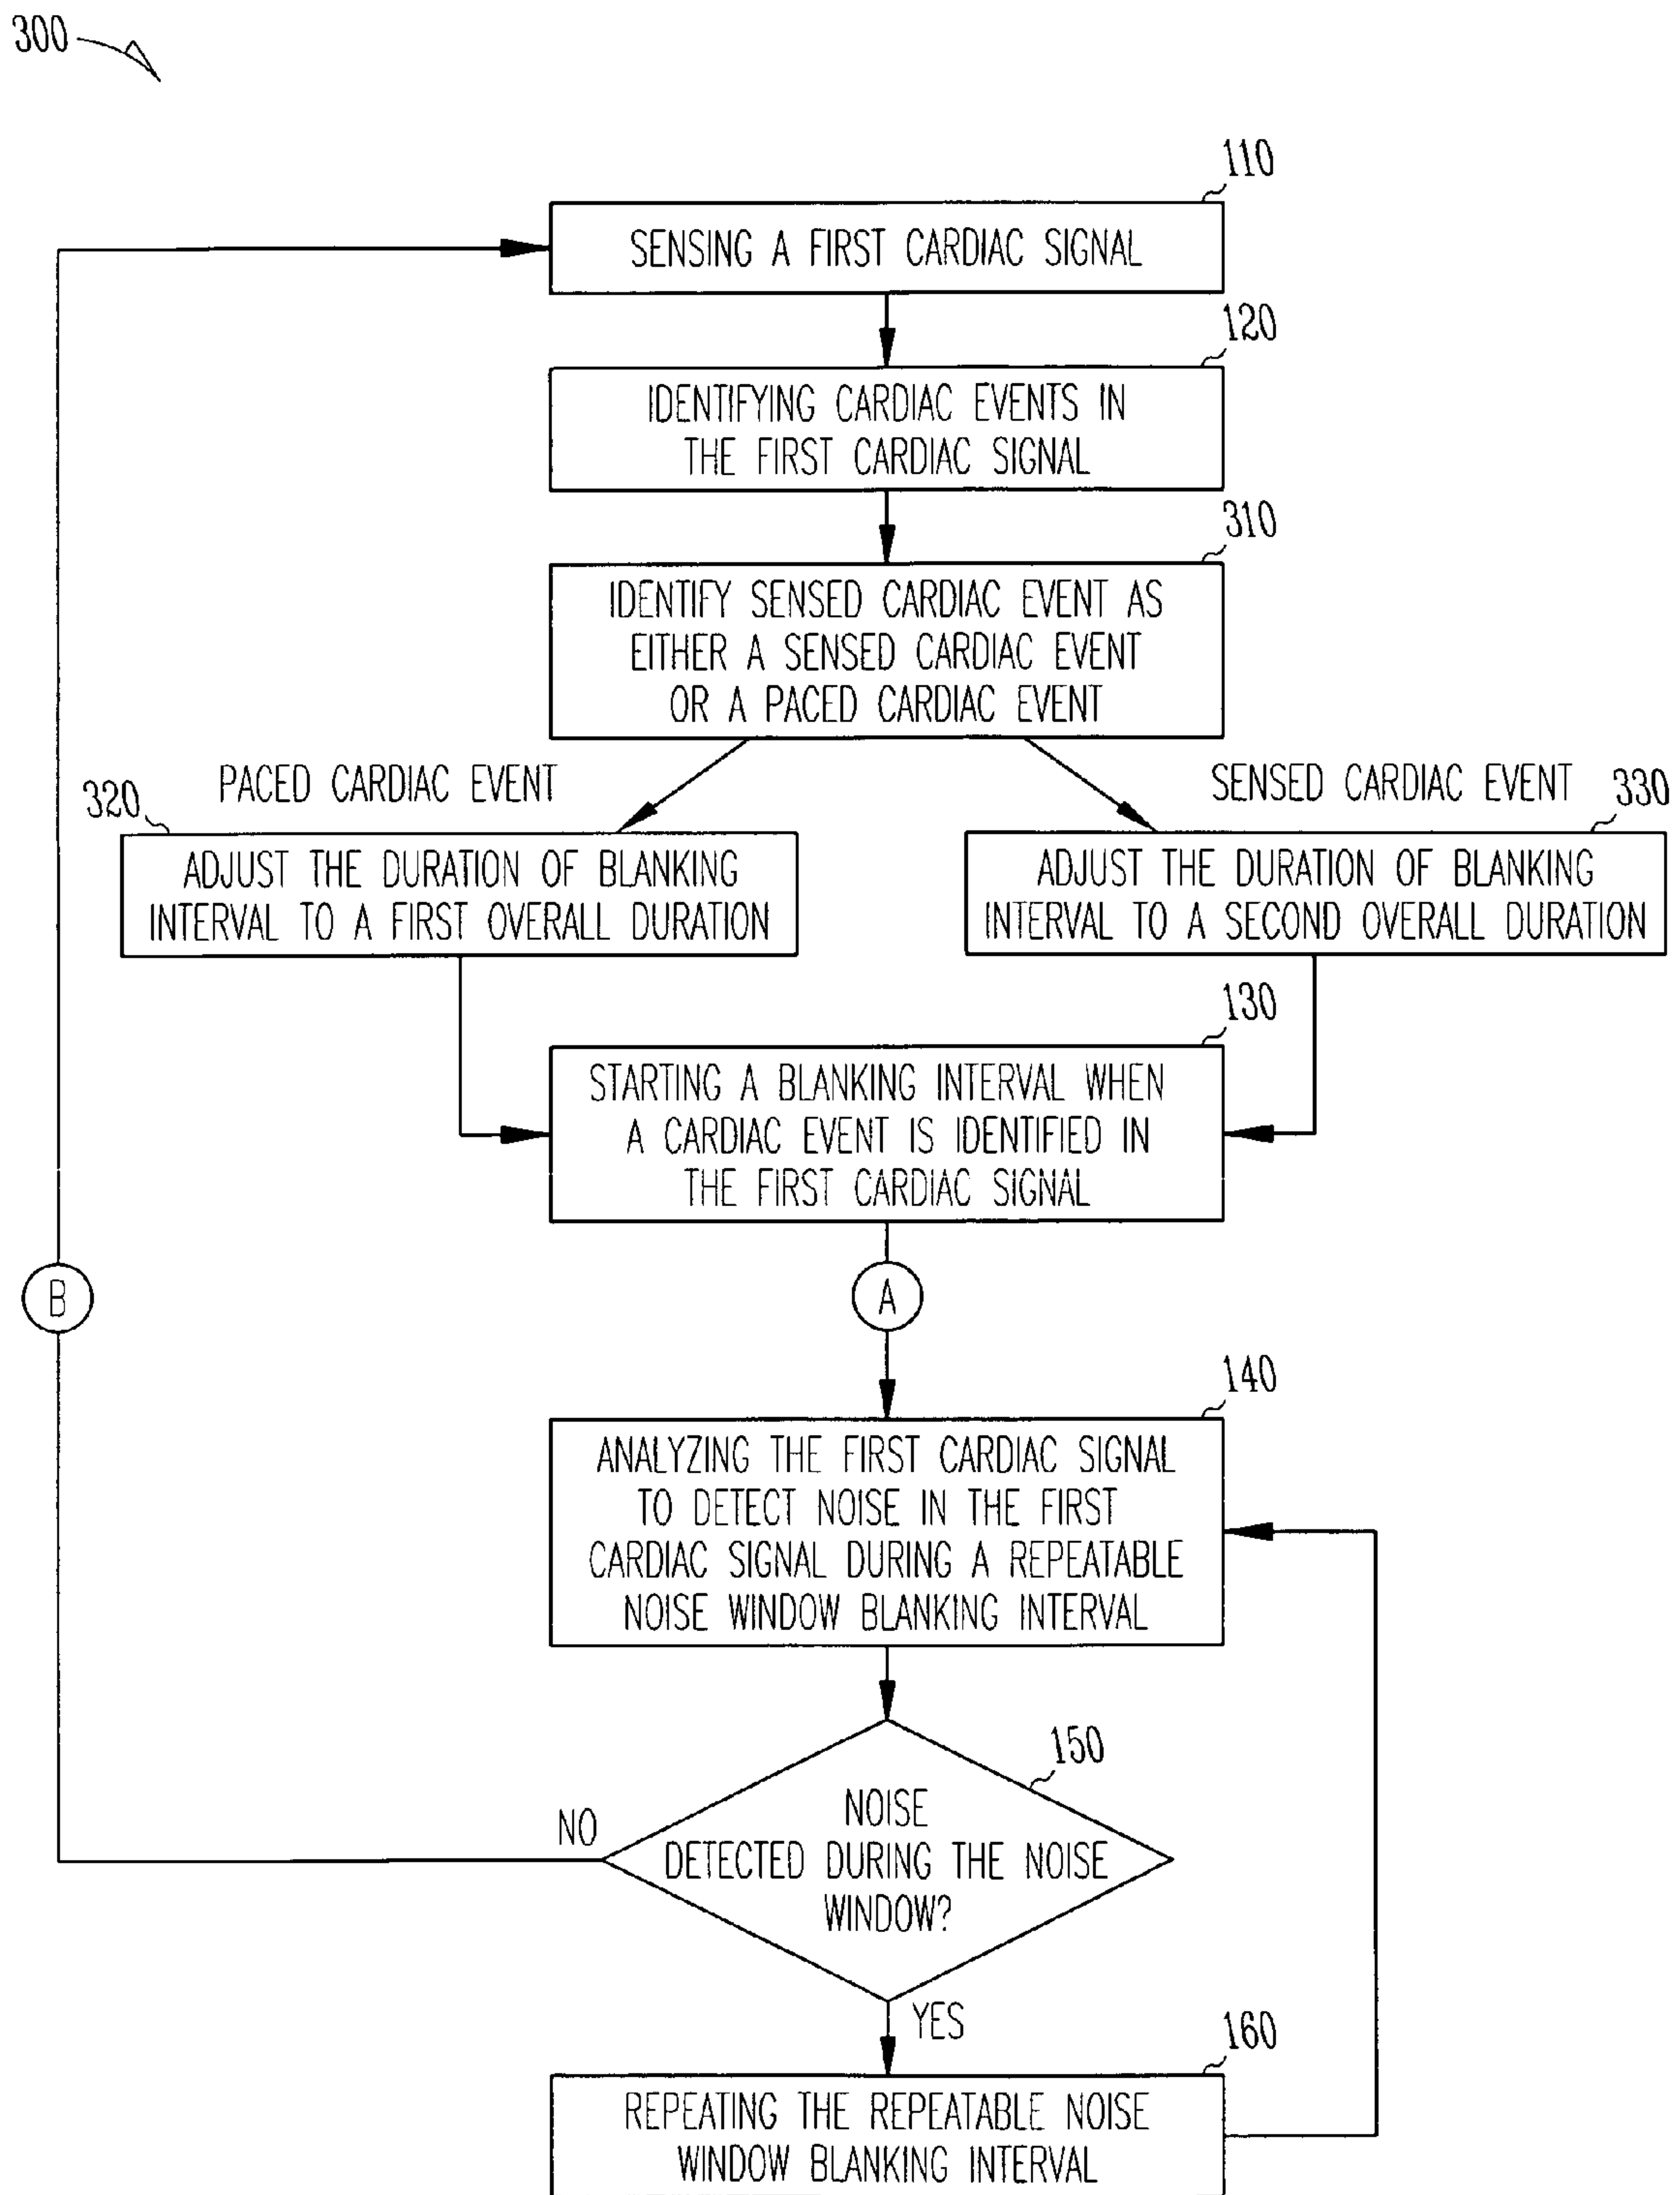 300
110
SENSING A FIRST CARDIAC SIGNAL
120
IDENTIFYING CARDIAC EVENTS IN
THE FIRST CARDIAC SIGNAL
310
IDENTIFY SENSED CARDIAC EVENT AS
EITHER A SENSED CARDIAC EVENT
OR A PACED CARDIAC EVENT
PACED CARDIAC EVENT
SENSED CARDIAC EVENT
320
330
ADJUST THE DURATION OF BLANKING
INTERVAL TO A FIRST OVERALL DURATION
ADJUST THE DURATION OF BLANKING
INTERVAL TO A SECOND OVERALL DURATION
130
STARTING A BLANKING INTERVAL WHEN
A CARDIAC EVENT IS IDENTIFIED IN
THE FIRST CARDIAC SIGNAL
B
A
140
ANALYZING THE FIRST CARDIAC SIGNAL
TO DETECT NOISE IN THE FIRST
CARDIAC SIGNAL DURING A REPEATABLE
NOISE WINDOW BLANKING INTERVAL
150
NO
NOISE
DETECTED DURING THE NOISE
WINDOW?
YES
160
REPEATING THE REPEATABLE NOISE
WINDOW BLANKING INTERVAL